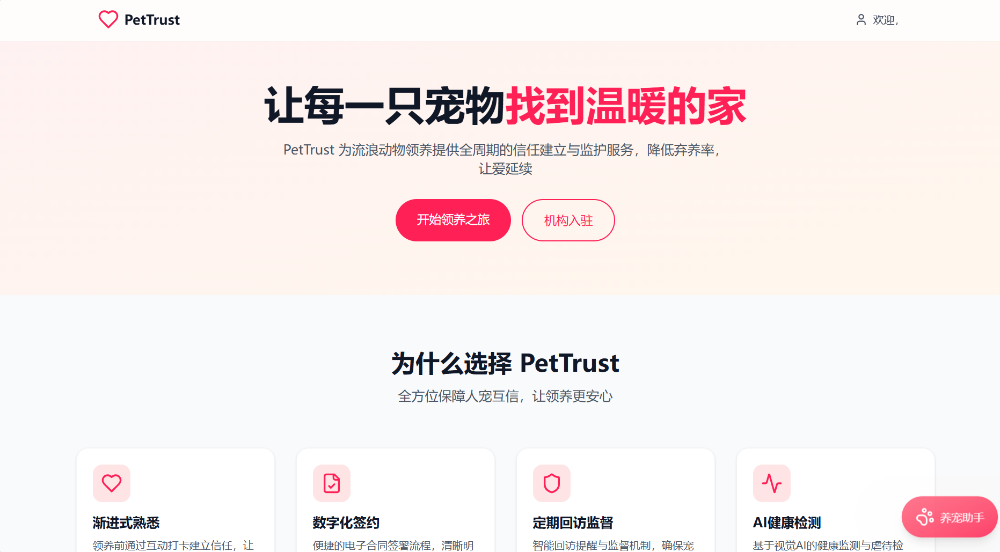 PetTrust
欢迎,
让每一只宠物找到温暖的家
PetTrust 为流浪动物领养提供全周期的信任建立与监护服务，降低弃养率，
让爱延续
开始领养之旅
机构入驻
为什么选择 PetTrust
全方位保障人宠互信，让领养更安心
渐进式熟悉
领养前通过互动打卡建立信任，让
数字化签约
便捷的电子合同签署流程，清晰明
定期回访监督
智能回访提醒与监督机制，确保宠
AI健康检测
基于视觉AI的健康监测与虐待检
养宠助手